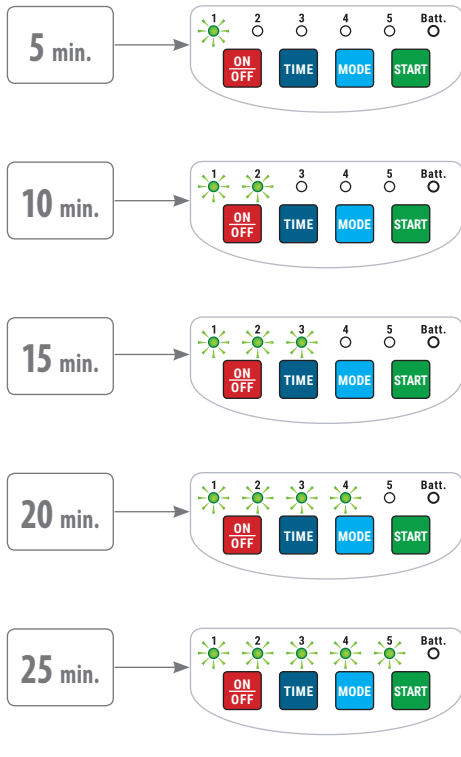 5 min.
1 2 3 4 5 Batt.
ON
OFF
TIME MODE START
10 min.
1 2 3 4 5 Batt.
ON
OFF
TIME MODE START
15 min.
1 2 3 4 5 Batt.
ON
OFF
TIME MODE START
20 min.
1 2 3 4 5 Batt.
ON
OFF
TIME MODE START
25 min.
1 2 3 4 5 Batt.
ON
OFF
TIME MODE START